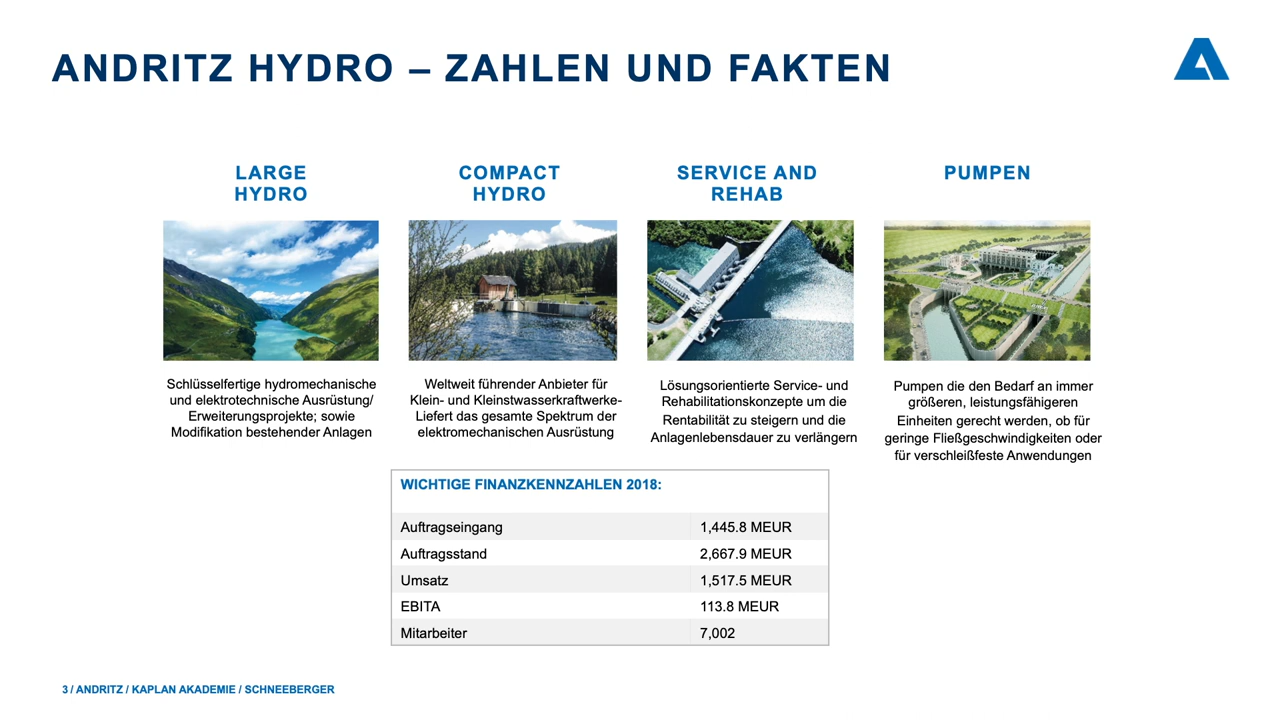 ANDRITZ HYDRO – ZAHLEN UND FAKTEN
LARGE
HYDRO
Schlüsselfertige hydromechanische
und elektrotechnische Ausrüstung/
Erweiterungsprojekte; sowie
Modifikation bestehender Anlagen
COMPACT
HYDRO
Weltweit führender Anbieter für
Klein- und Kleinstwasserkraftwerke-
Liefert das gesamte Spektrum der
elektromechanischen Ausrüstung
SERVICE AND
REHAB
Lösungsorientierte Service- und
Rehabilitationskonzepte um die
Rentabilität zu steigern und die
Anlagenlebensdauer zu verlängern
PUMPEN
Pumpen die den Bedarf an immer
größeren, leistungsfähigeren
Einheiten gerecht werden, ob für
geringe Fließgeschwindigkeiten oder
für verschleißfeste Anwendungen
WICHTIGE FINANZKENNZAHLEN 2018:
Auftragseingang 1,445.8 MEUR
Auftragsstand 2,667.9 MEUR
Umsatz 1,517.5 MEUR
EBITA 113.8 MEUR
Mitarbeiter 7,002
3 / ANDRITZ / KAPLAN AKADEMIE / SCHNEEBERGER